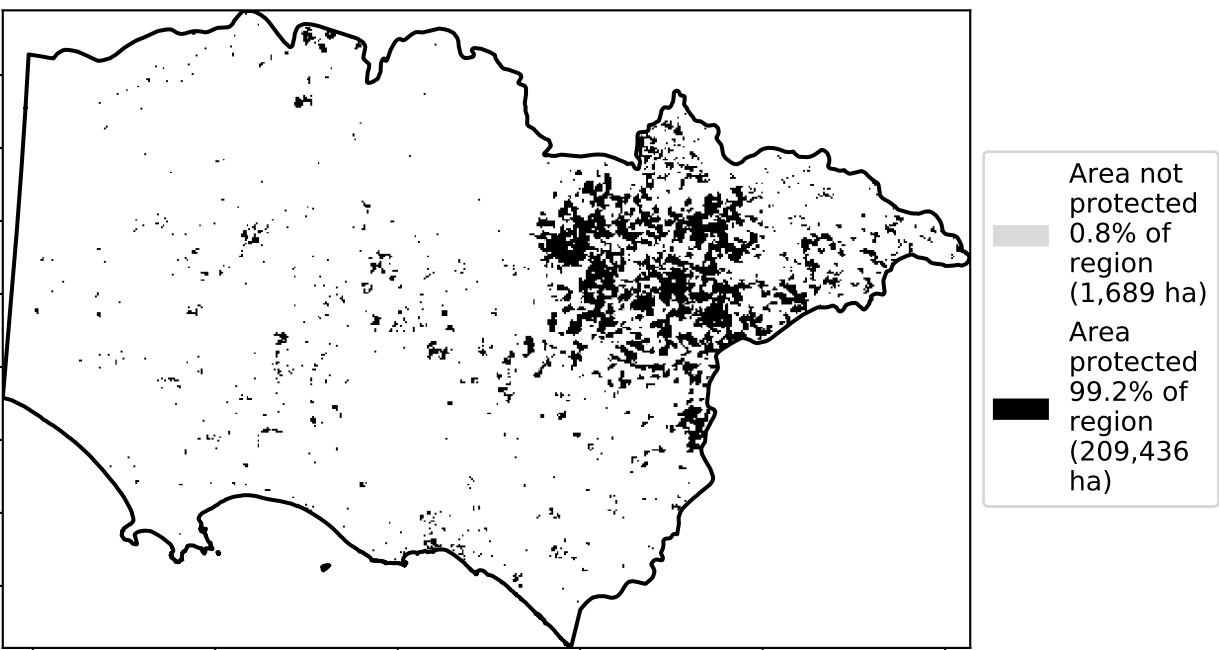 Area not
protected
0.8% of
region
(1,689 ha)
Area
protected
99.2% of
region
(209,436
ha)